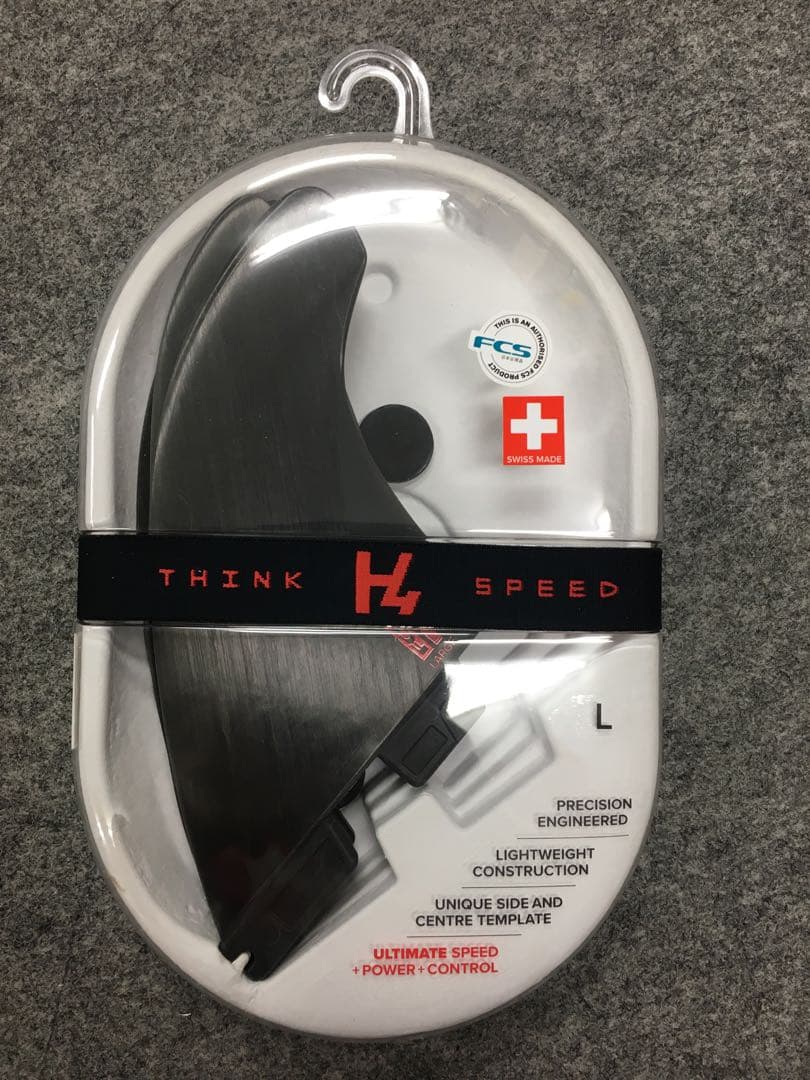 THIS IS AN AUTHORISED
FCS
FCS PRODUCT
SWISS MADE
THINK H4 SPEED
LARGE
L
PRECISION
ENGINEERED
LIGHTWEIGHT
CONSTRUCTION
UNIQUE SIDE AND
CENTRE TEMPLATE
ULTIMATE SPEED
+POWER+CONTROL